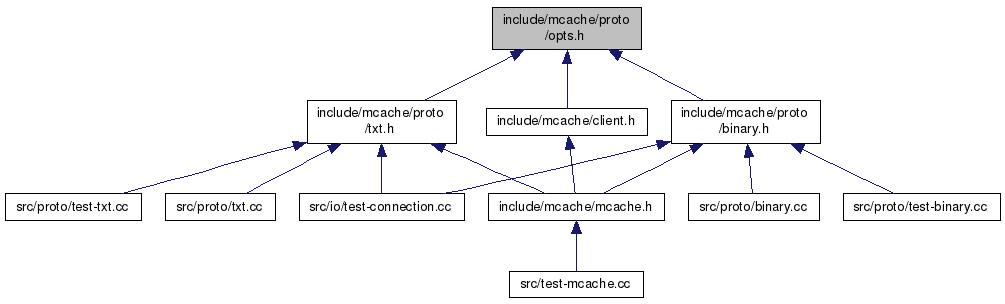 include/mcache/proto
/opts.h
include/mcache/proto
/txt.h
include/mcache/client.h
include/mcache/proto
/binary.h
src/proto/test-txt.cc
src/proto/txt.cc
src/io/test-connection.cc
include/mcache/mcache.h
src/proto/binary.cc
src/proto/test-binary.cc
src/test-mcache.cc